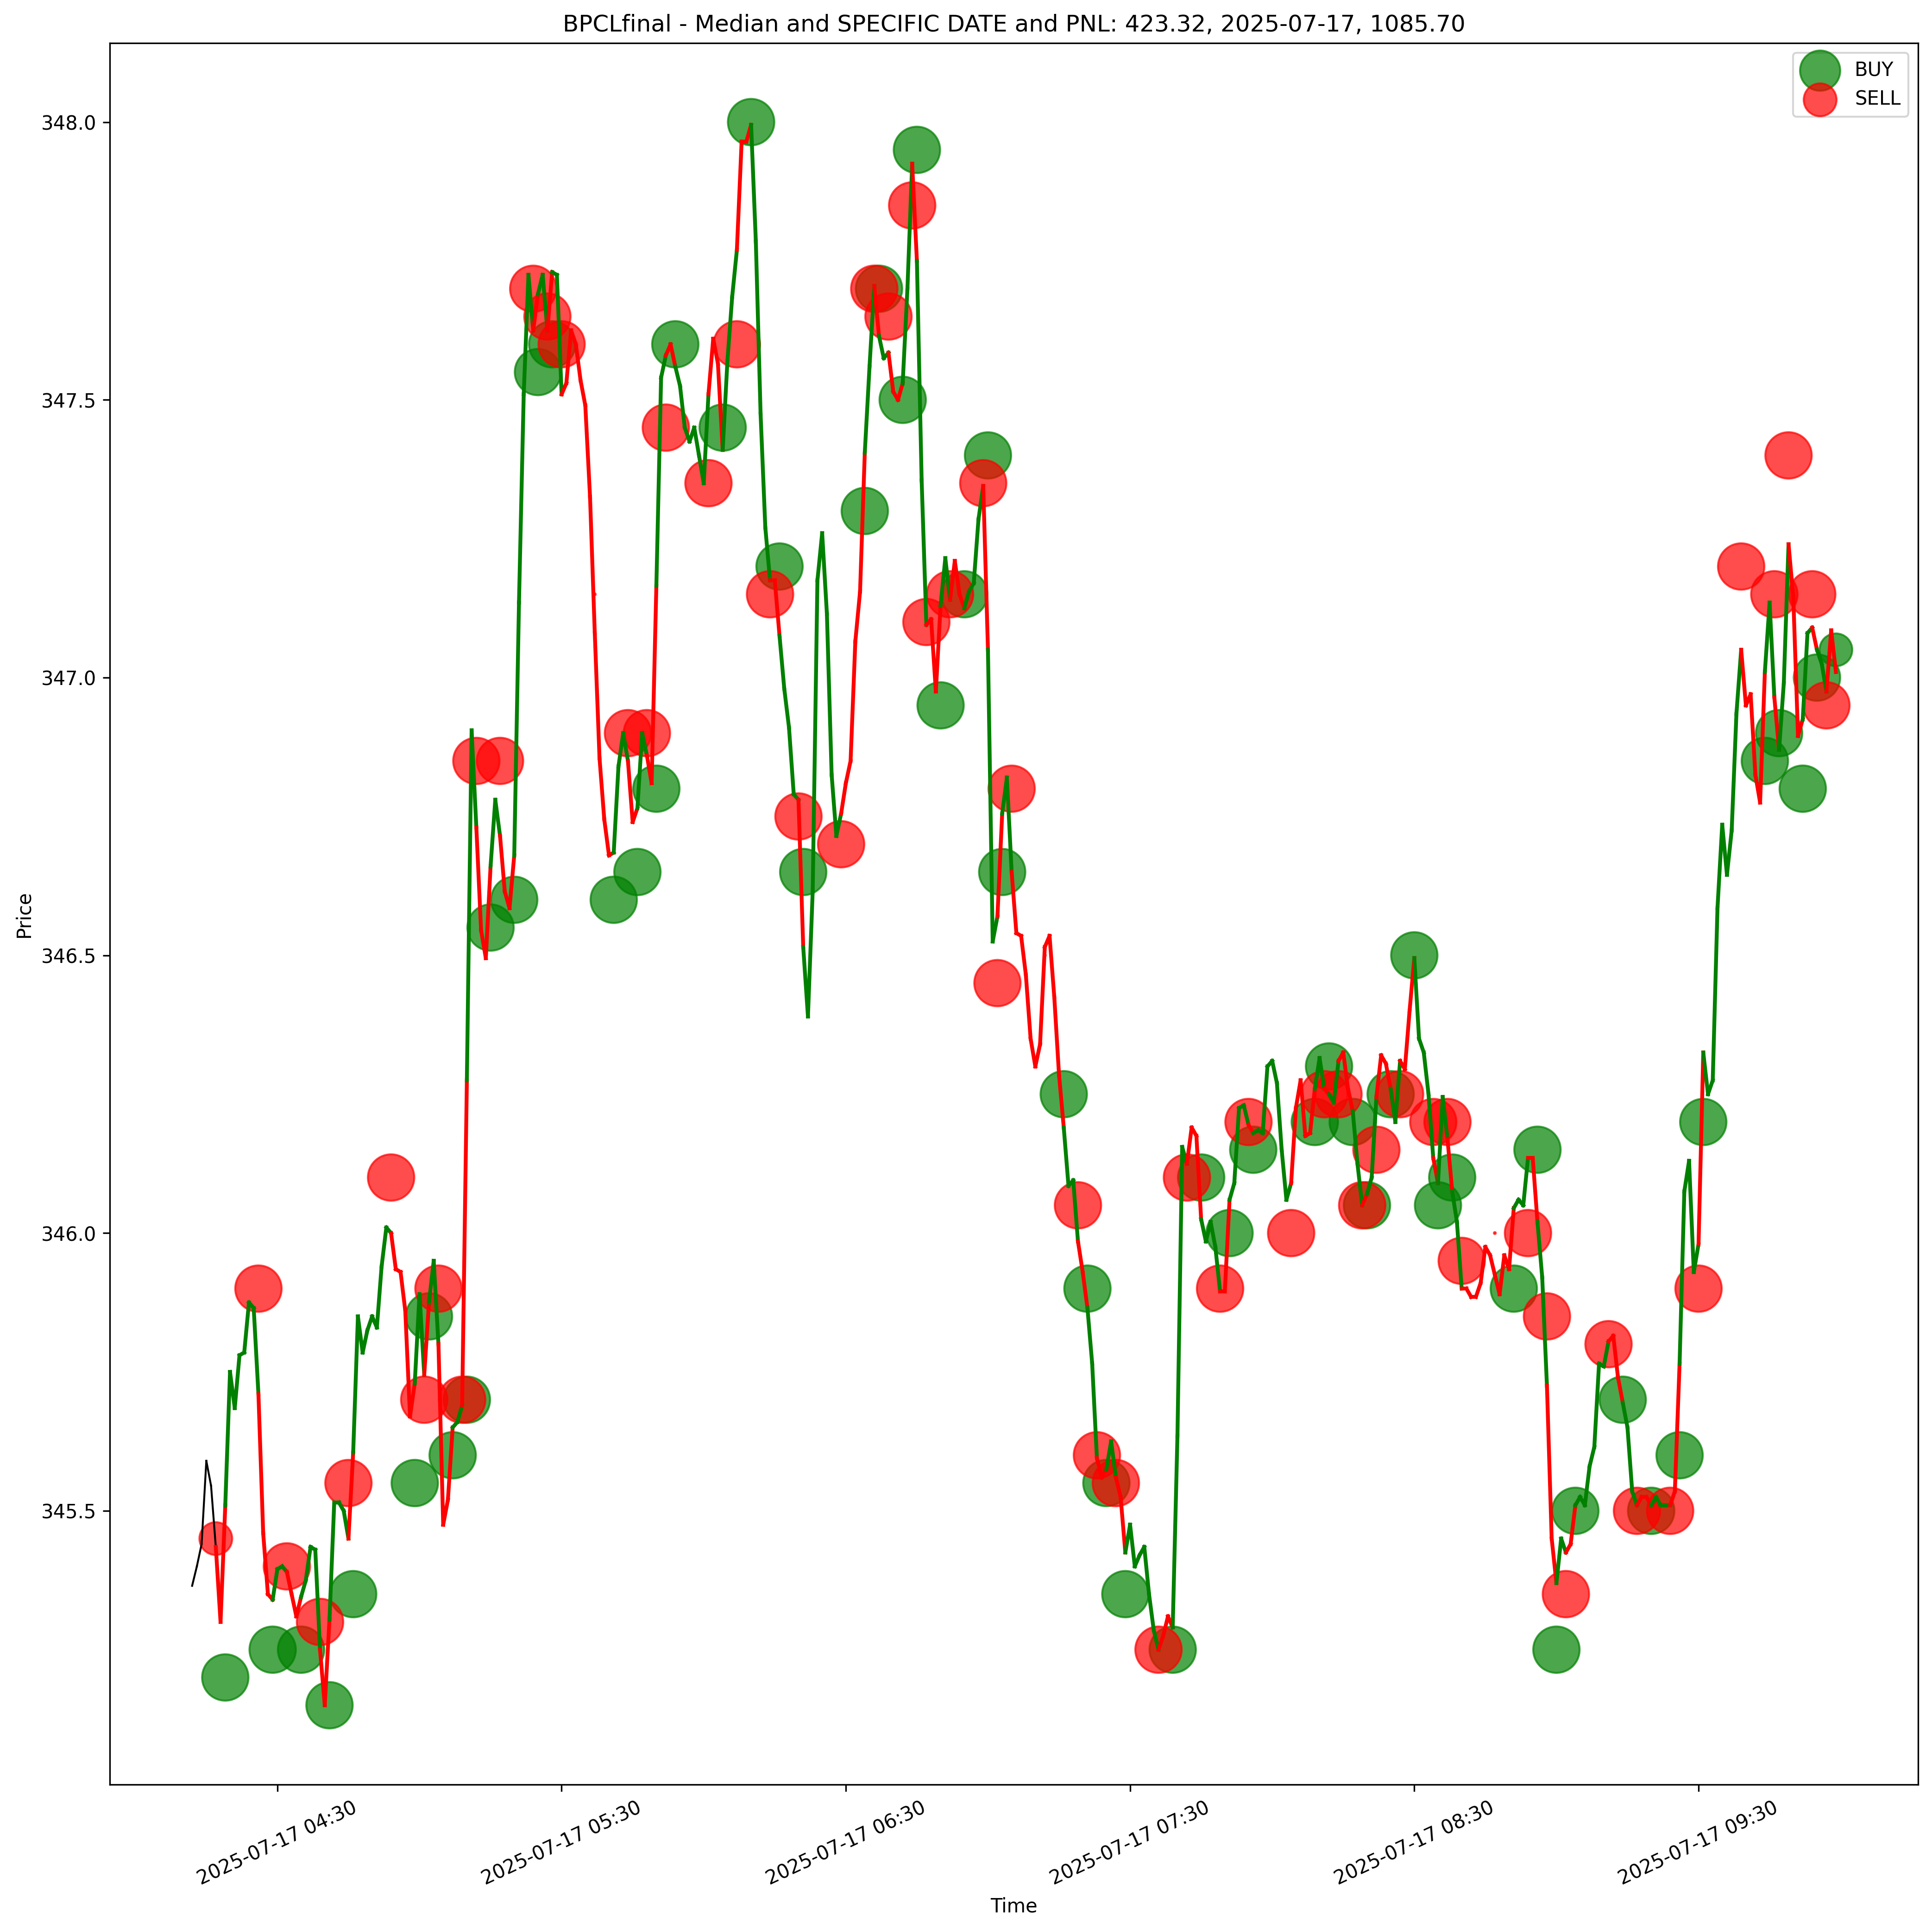 BPCLfinal - Median and SPECIFIC DATE and PNL: 423.32, 2025-07-17, 1085.70
BUY
SELL
348.0
347.5
347.0
346.5
346.0
345.5
Price
2025-07-17 04:30
2025-07-17 05:30
2025-07-17 06:30
2025-07-17 07:30
2025-07-17 08:30
2025-07-17 09:30
Time